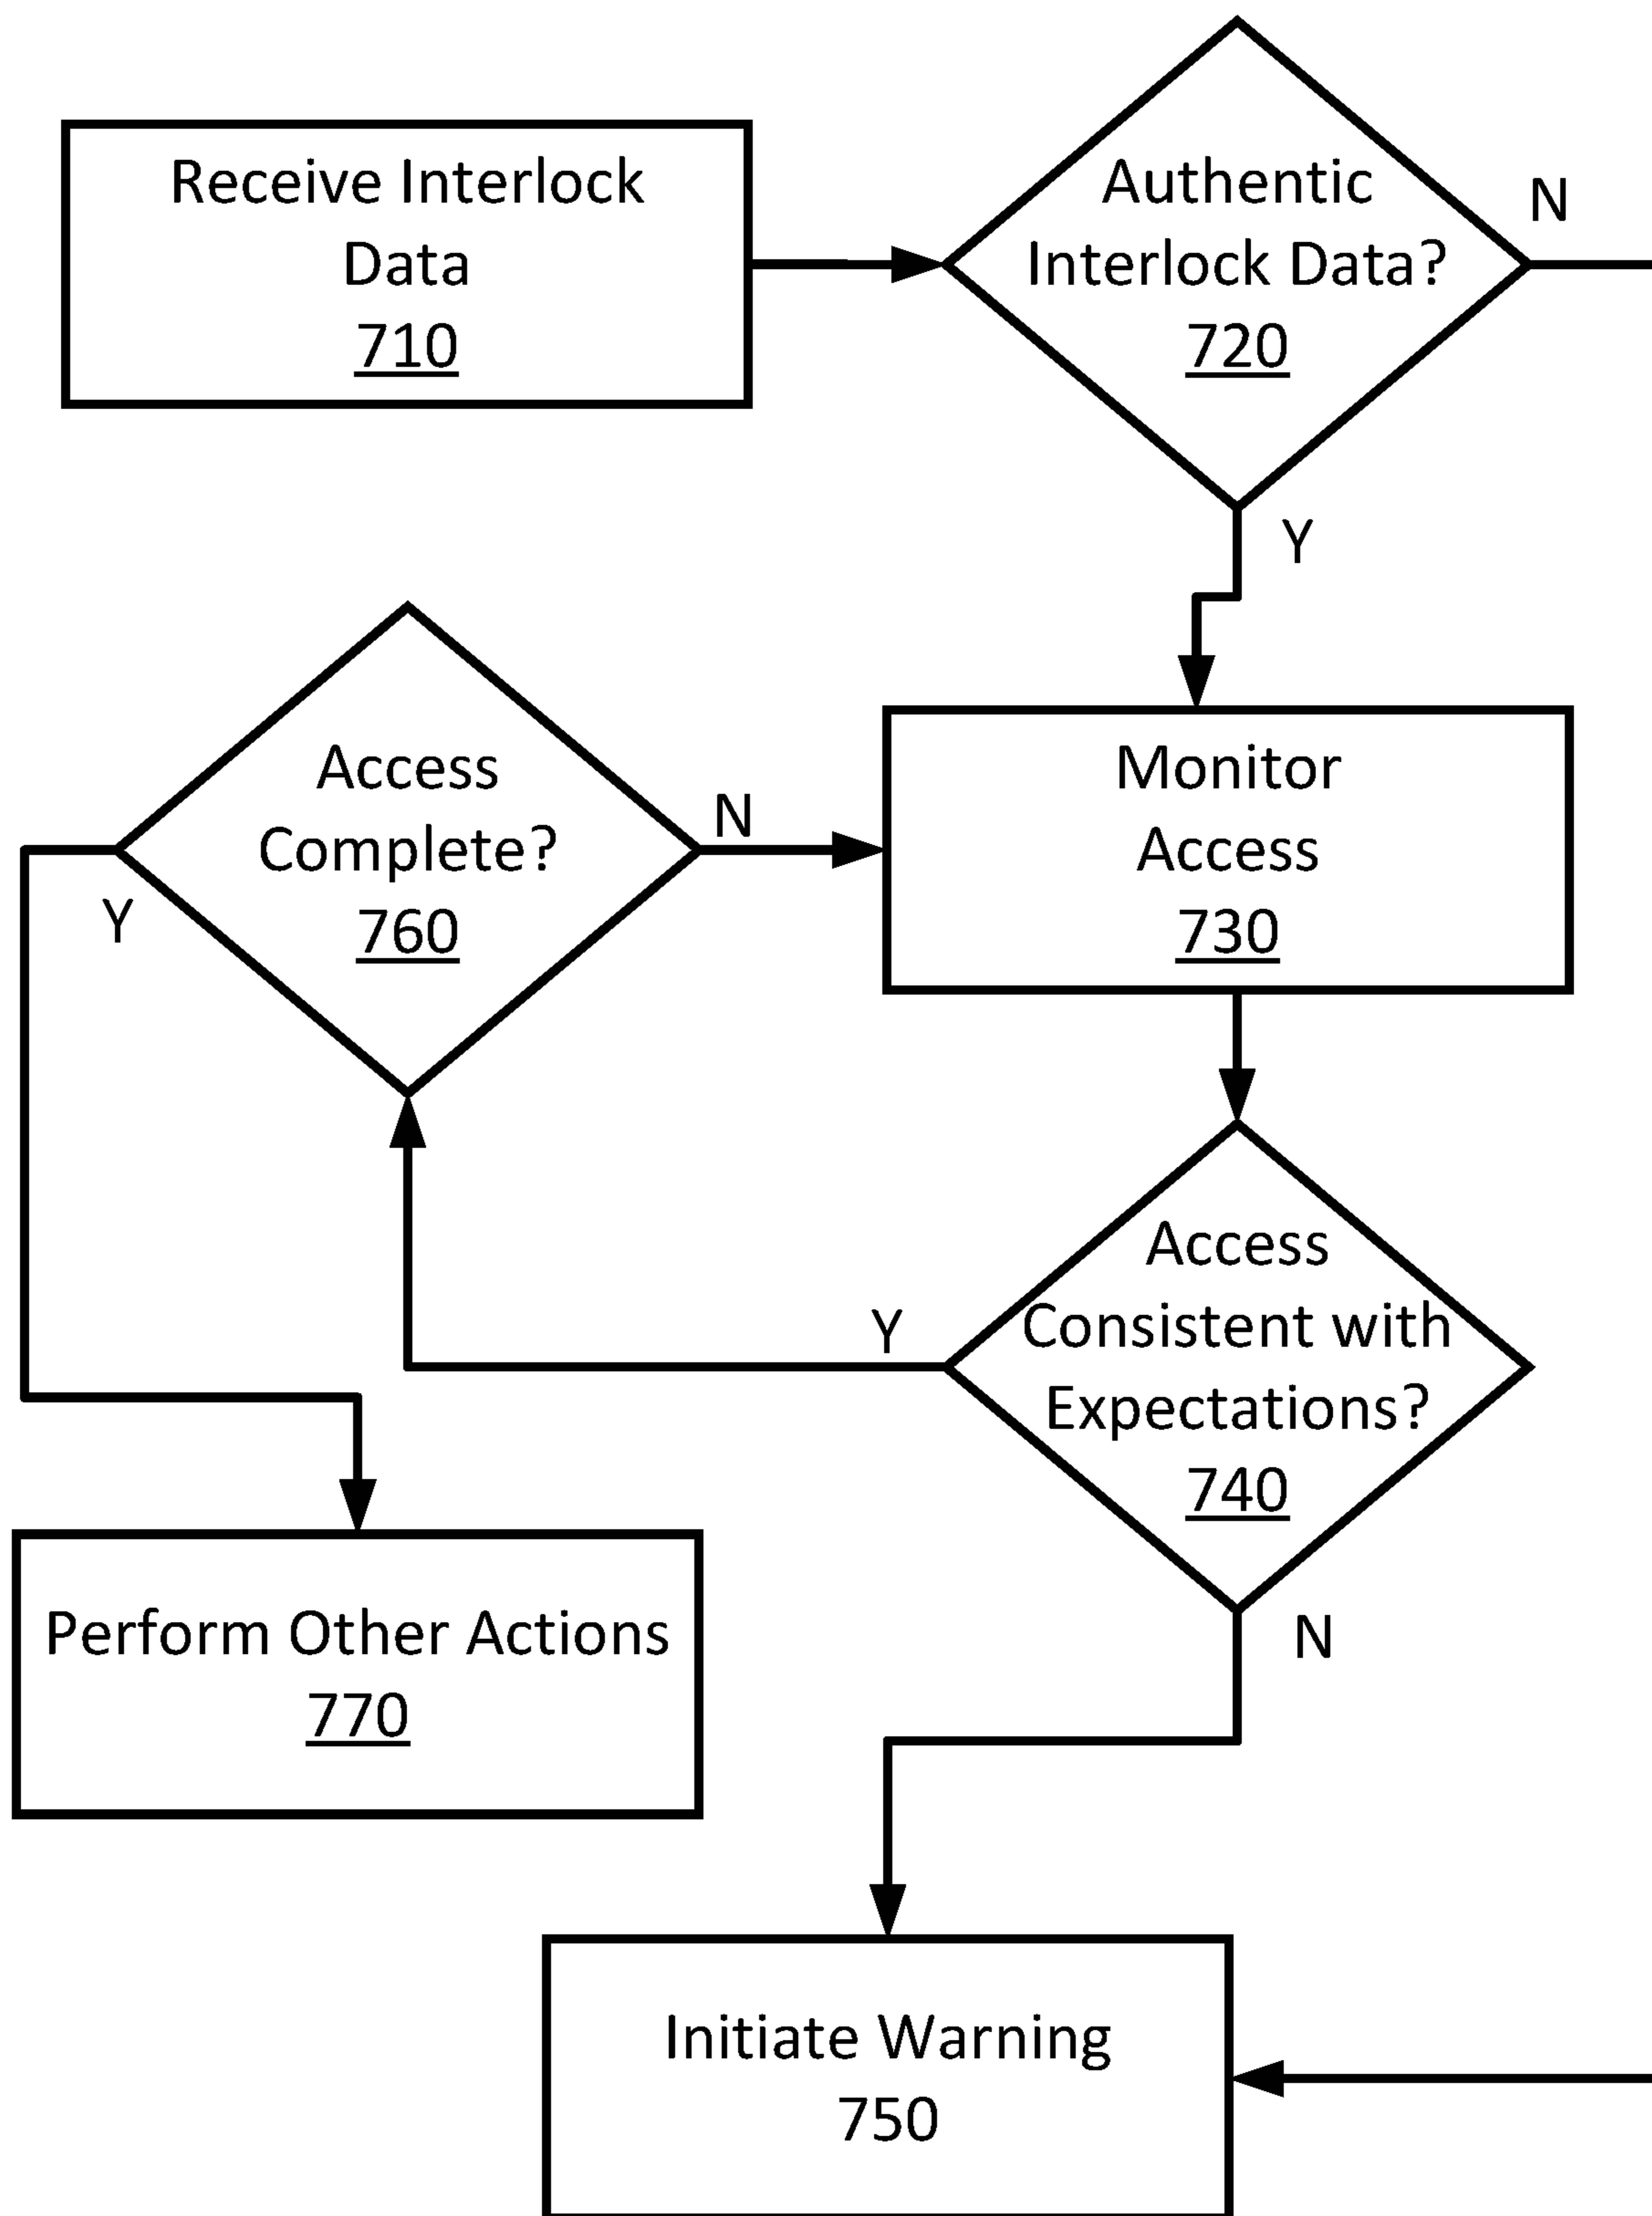 Receive Interlock
Data
710
Authentic
Interlock Data?
720
N
Y
Access
Complete?
760
N
Y
Monitor
Access
730
Access
Consistent with
Expectations?
740
Y
N
Perform Other Actions
770
Initiate Warning
750